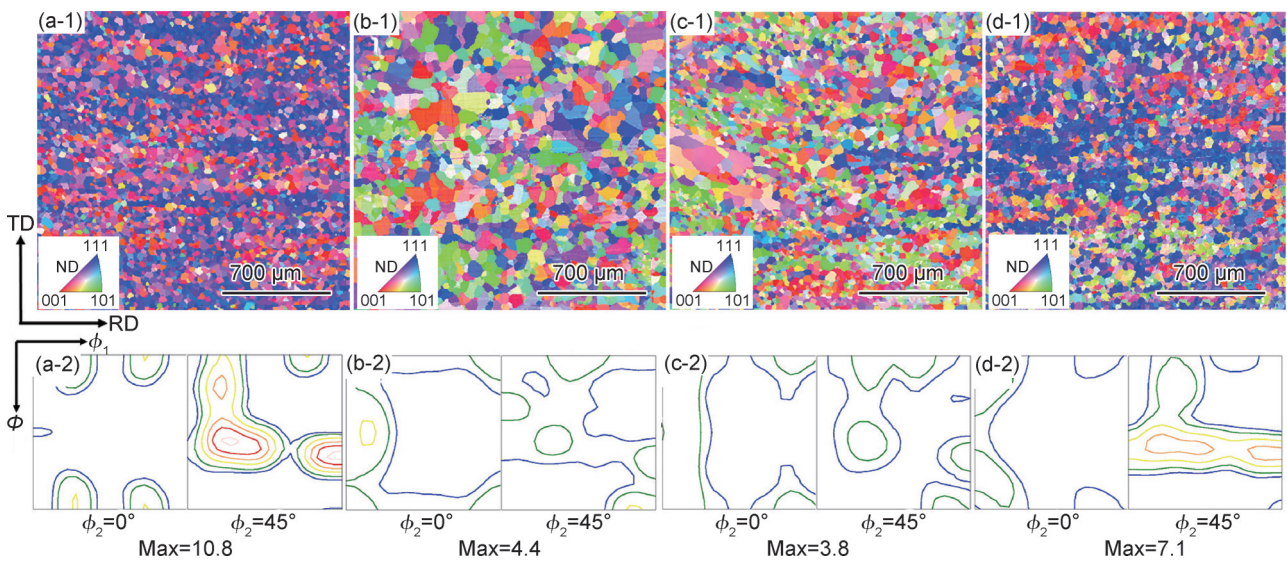 (a-1) (b-1) (c-1) (d-1)
TD
RD
111 111 111 111
ND ND ND ND
001 101 001 101 001 101 001 101
700 μm 700 μm 700 μm 700 μm
ϕ1
Φ
(a-2) (b-2) (c-2) (d-2)
ϕ2=0° ϕ2=45° ϕ2=0° ϕ2=45° ϕ2=0° ϕ2=45° ϕ2=0° ϕ2=45°
Max=10.8 Max=4.4 Max=3.8 Max=7.1